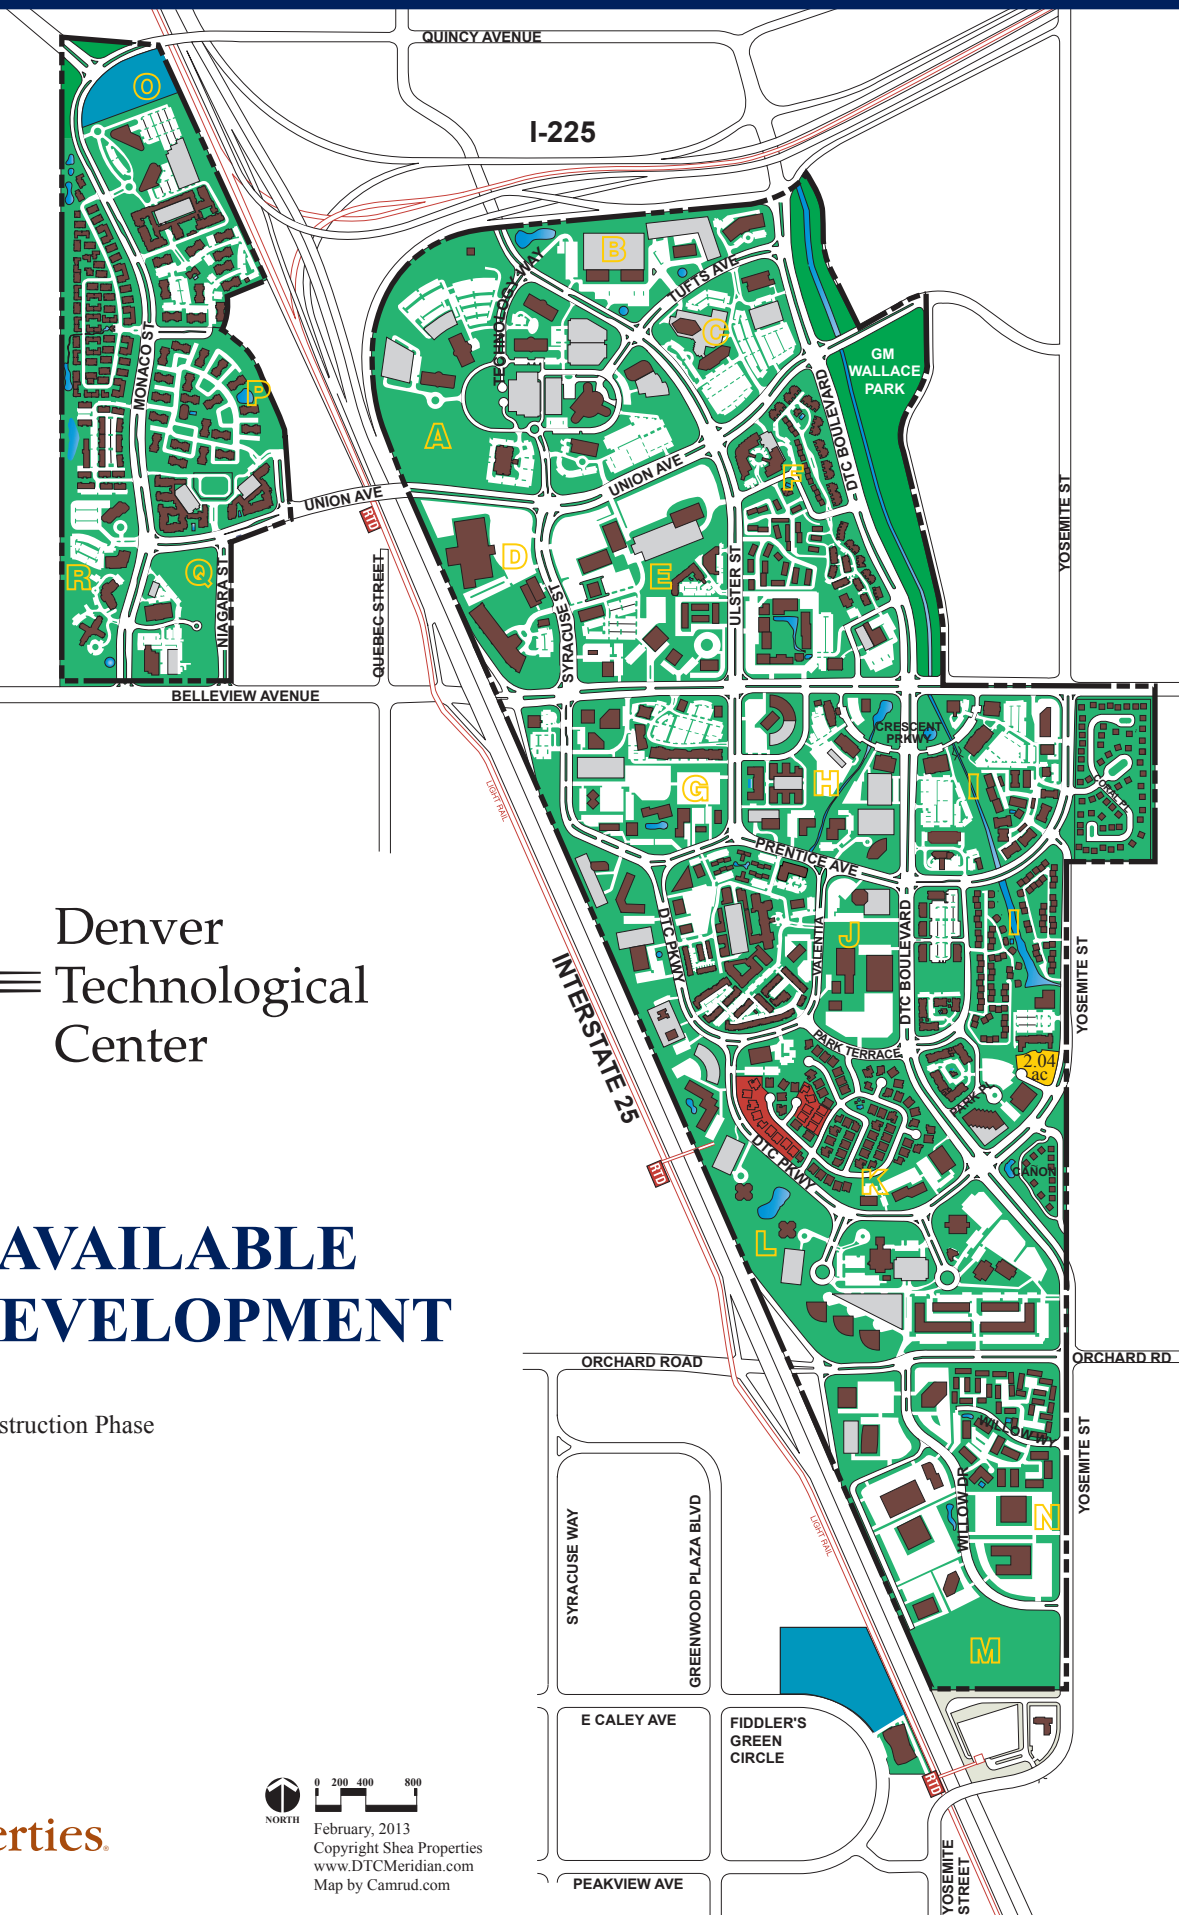 QUINCY AVENUE
I-225
O
B
TUFTS AVE
TECHNOLOGY WAY
C
GM
WALLACE
PARK
MONACO ST
P
DTC BOULEVARD
A
UNION AVE
UNION AVE
F
RTD
YOSEMITE ST
D
E
ULSTER ST
R
Q
NIAGARA ST
QUEBEC STREET
SYRACUSE ST
BELLEVIEW AVENUE
CRESCENT
PRKWY
G
H
I
CORAL PL
LIGHT RAIL
PRENTICE AVE
Denver
Technological
Center
DTC PKWY
VALENTIA
J
DTC BOULEVARD
I
YOSEMITE ST
INTERSTATE 25
PARK TERRACE
2.04
ac
PARK PL
DTC PKWY
RTD
CAÑON
K
L
AVAILABLE
EVELOPMENT
ORCHARD ROAD
ORCHARD RD
struction Phase
WILLOW WY
YOSEMITE ST
WILLOW DR
N
LIGHT RAIL
SYRACUSE WAY
GREENWOOD PLAZA BLVD
M
E CALEY AVE
FIDDLER'S
GREEN
CIRCLE
RTD
0 200 400 800
NORTH
February, 2013
Copyright Shea Properties
www.DTCMeridian.com
Map by Camrud.com
erties.
PEAKVIEW AVE
YOSEMITE
STREET